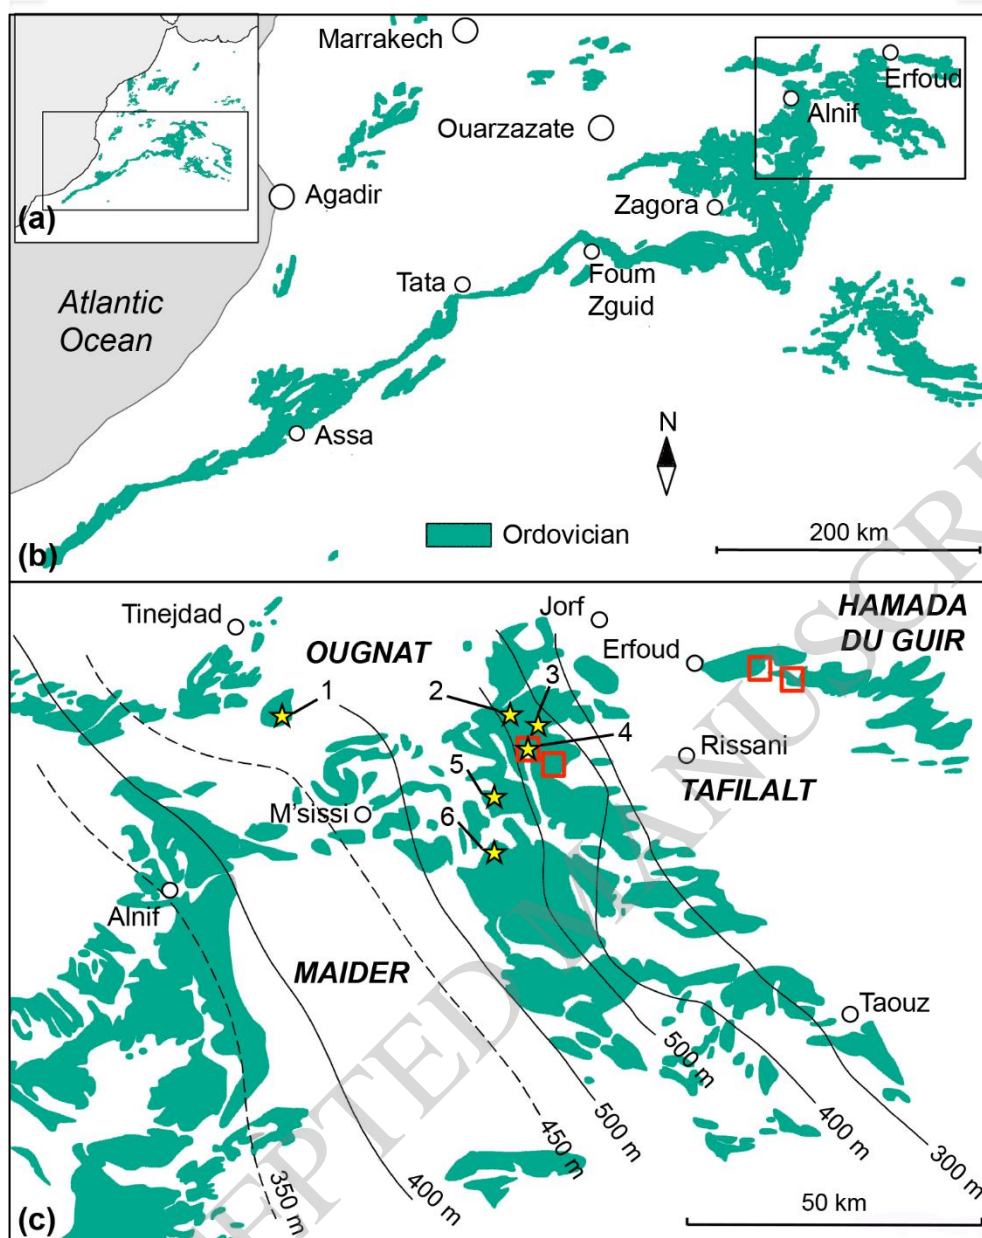 Marrakech
Erfoud
Alnif
Ouarzazate
(a)
Agadir
Zagora
Tata
Foum
Zguid
Atlantic
Ocean
Assa
N
Ordovician
200 km
(b)
Tinejdad
Jorf
HAMADA
DU GUIR
OUGNAT
Erfoud
1
2
3
4
Rissani
TAFILALT
5
M'sissi
6
Alnif
MAIDER
Taouz
500 m
400 m
300 m
500 m
450 m
400 m
350 m
50 km
(c)
ACCEPTED MANUSCRIPT